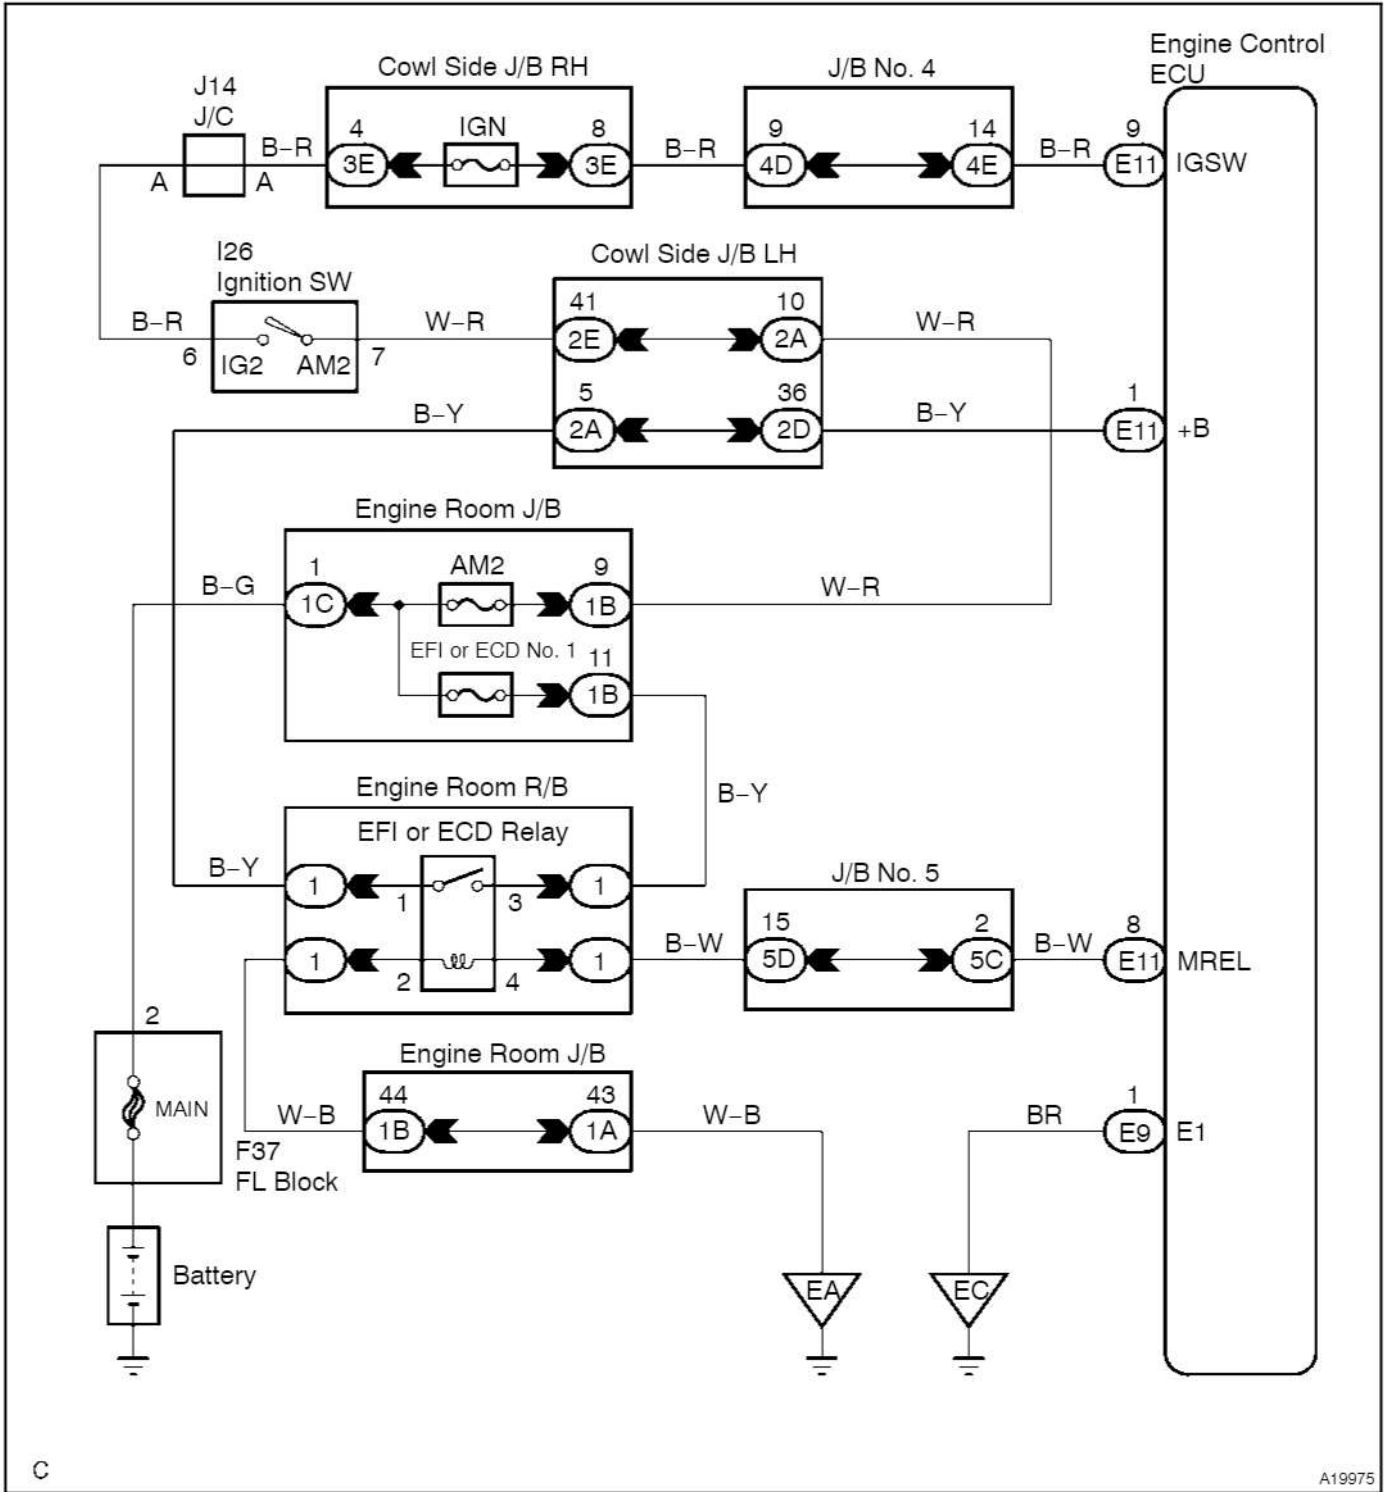 Engine Control
ECU
Cowl Side J/B RH
J/B No. 4
J14
J/C
A
A
B–R
4
3E
IGN
8
3E
B–R
9
4D
14
4E
B–R
9
E11
IGSW
I26
Ignition SW
B–R
6
IG2
AM2
7
W–R
Cowl Side J/B LH
41
2E
10
2A
W–R
B–Y
5
2A
36
2D
B–Y
1
E11
+B
Engine Room J/B
B–G
1
1C
AM2
9
1B
W–R
EFI or ECD No. 1
11
1B
B–Y
Engine Room R/B
EFI or ECD Relay
B–Y
1
1
3
1
1
2
4
1
B–W
J/B No. 5
15
5D
2
5C
B–W
8
E11
MREL
2
MAIN
F37
FL Block
Engine Room J/B
W–B
44
1B
43
1A
W–B
BR
1
E9
E1
Battery
EA
EC
C
A19975